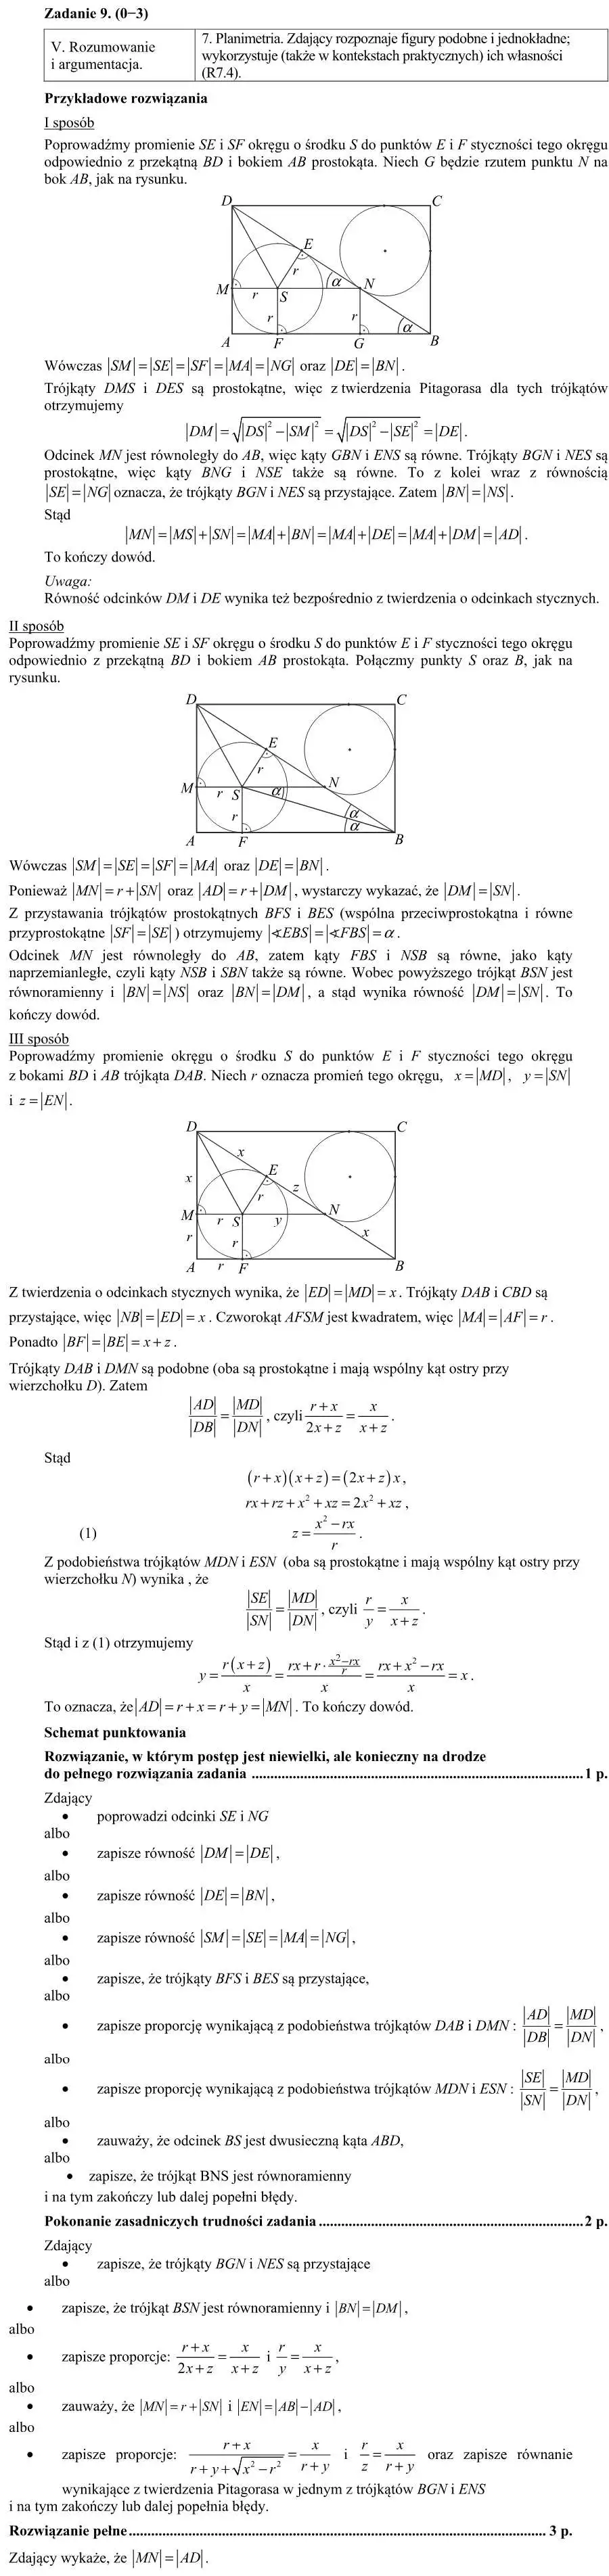 Zadanie 9. (0−3)
V. Rozumowanie
i argumentacja.
7. Planimetria. Zdający rozpoznaje figury podobne i jednokładne;
wykorzystuje (także w kontekstach praktycznych) ich własności
(R7.4).
Przykładowe rozwiązania
I sposób
Poprowadźmy promienie SE i SF okręgu o środku S do punktów E i F styczności tego okręgu
odpowiednio z przekątną BD i bokiem AB prostokąta. Niech G będzie rzutem punktu N na
bok AB, jak na rysunku.
D C
E
r
M r S α N
r r
α
A F G B
Wówczas |SM| = |SE| = |SF| = |MA| = |NG| oraz |DE| = |BN|.
Trójkąty DMS i DES są prostokątne, więc z twierdzenia Pitagorasa dla tych trójkątów
otrzymujemy
|DM| = √(|DS|² − |SM|²) = √(|DS|² − |SE|²) = |DE|.
Odcinek MN jest równoległy do AB, więc kąty GBN i ENS są równe. Trójkąty BGN i NES są
prostokątne, więc kąty BNG i NSE także są równe. To z kolei wraz z równością
|SE| = |NG| oznacza, że trójkąty BGN i NES są przystające. Zatem |BN| = |NS|.
Stąd
|MN| = |MS| + |SN| = |MA| + |BN| = |MA| + |DE| = |MA| + |DM| = |AD|.
To kończy dowód.
Uwaga:
Równość odcinków DM i DE wynika też bezpośrednio z twierdzenia o odcinkach stycznych.
II sposób
Poprowadźmy promienie SE i SF okręgu o środku S do punktów E i F styczności tego okręgu
odpowiednio z przekątną BD i bokiem AB prostokąta. Połączmy punkty S oraz B, jak na
rysunku.
D C
E
r
M r S α N
r
α
α
A F B
Wówczas |SM| = |SE| = |SF| = |MA| oraz |DE| = |BN|.
Ponieważ |MN| = r + |SN| oraz |AD| = r + |DM|, wystarczy wykazać, że |DM| = |SN|.
Z przystawania trójkątów prostokątnych BFS i BES (wspólna przeciwprostokątna i równe
przyprostokątne |SF| = |SE|) otrzymujemy |∢EBS| = |∢FBS| = α.
Odcinek MN jest równoległy do AB, zatem kąty FBS i NSB są równe, jako kąty
naprzemianległe, czyli kąty NSB i SBN także są równe. Wobec powyższego trójkąt BSN jest
równoramienny i |BN| = |NS| oraz |BN| = |DM|, a stąd wynika równość |DM| = |SN|. To
kończy dowód.
III sposób
Poprowadźmy promienie okręgu o środku S do punktów E i F styczności tego okręgu
z bokami BD i AB trójkąta DAB. Niech r oznacza promień tego okręgu, x = |MD|, y = |SN|
i z = |EN|.
D C
x
x E
r z
M r S y N
r r x
A r F B
Z twierdzenia o odcinkach stycznych wynika, że |ED| = |MD| = x. Trójkąty DAB i CBD są
przystające, więc |NB| = |ED| = x. Czworokąt AFSM jest kwadratem, więc |MA| = |AF| = r.
Ponadto |BF| = |BE| = x + z.
Trójkąty DAB i DMN są podobne (oba są prostokątne i mają wspólny kąt ostry przy
wierzchołku D). Zatem
|AD|/|DB| = |MD|/|DN|, czyli (r + x)/(2x + z) = x/(x + z).
Stąd
(r + x)(x + z) = (2x + z)x,
rx + rz + x² + xz = 2x² + xz,
(1) z = (x² − rx)/r.
Z podobieństwa trójkątów MDN i ESN (oba są prostokątne i mają wspólny kąt ostry przy
wierzchołku N) wynika , że
|SE|/|SN| = |MD|/|DN|, czyli r/y = x/(x + z).
Stąd i z (1) otrzymujemy
y = r(x + z)/x = (rx + r · (x² − rx)/r)/x = (rx + x² − rx)/x = x.
To oznacza, że |AD| = r + x = r + y = |MN|. To kończy dowód.
Schemat punktowania
Rozwiązanie, w którym postęp jest niewielki, ale konieczny na drodze
do pełnego rozwiązania zadania ........ 1 p.
Zdający
• poprowadzi odcinki SE i NG
albo
• zapisze równość |DM| = |DE|,
albo
• zapisze równość |DE| = |BN|,
albo
• zapisze równość |SM| = |SE| = |MA| = |NG|,
albo
• zapisze, że trójkąty BFS i BES są przystające,
albo
• zapisze proporcję wynikającą z podobieństwa trójkątów DAB i DMN: |AD|/|DB| = |MD|/|DN|,
albo
• zapisze proporcję wynikającą z podobieństwa trójkątów MDN i ESN: |SE|/|SN| = |MD|/|DN|,
albo
• zauważy, że odcinek BS jest dwusieczną kąta ABD,
albo
• zapisze, że trójkąt BNS jest równoramienny
i na tym zakończy lub dalej popełni błędy.
Pokonanie zasadniczych trudności zadania ........ 2 p.
Zdający
• zapisze, że trójkąty BGN i NES są przystające
albo
• zapisze, że trójkąt BSN jest równoramienny i |BN| = |DM|,
albo
• zapisze proporcje: (r + x)/(2x + z) = x/(x + z) i r/y = x/(x + z),
albo
• zauważy, że |MN| = r + |SN| i |EN| = |AB| − |AD|,
albo
• zapisze proporcje: (r + x)/(r + y + √(x² − r²)) = x/(r + y) i r/z = x/(r + y) oraz zapisze równanie
wynikające z twierdzenia Pitagorasa w jednym z trójkątów BGN i ENS
i na tym zakończy lub dalej popełnia błędy.
Rozwiązanie pełne ........ 3 p.
Zdający wykaże, że |MN| = |AD|.